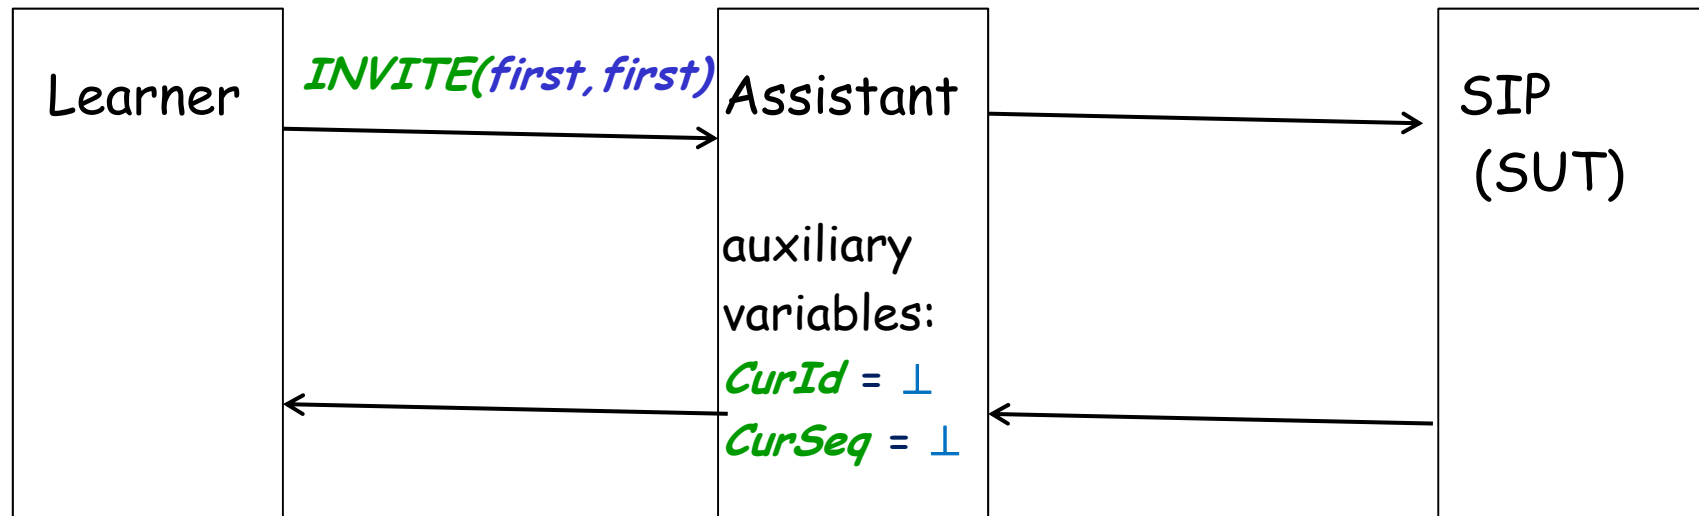 Learner
INVITE(first, first)
Assistant
auxiliary
variables:
CurId = ⊥
CurSeq = ⊥
SIP
(SUT)